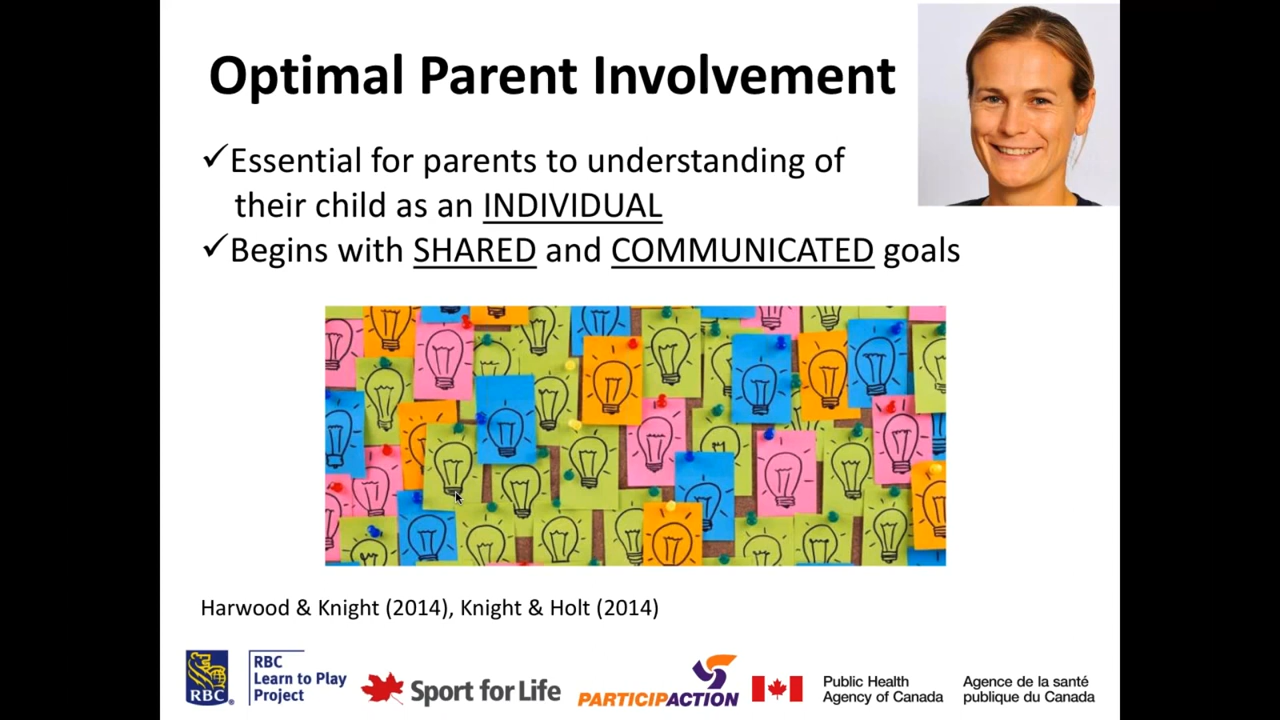 Optimal Parent Involvement
✓Essential for parents to understanding of
their child as an INDIVIDUAL
✓Begins with SHARED and COMMUNICATED goals
Harwood & Knight (2014), Knight & Holt (2014)
RBC
RBC
Learn to Play
Project
Sport for Life
PARTICIPACTION
Public Health
Agency of Canada
Agence de la santé
publique du Canada